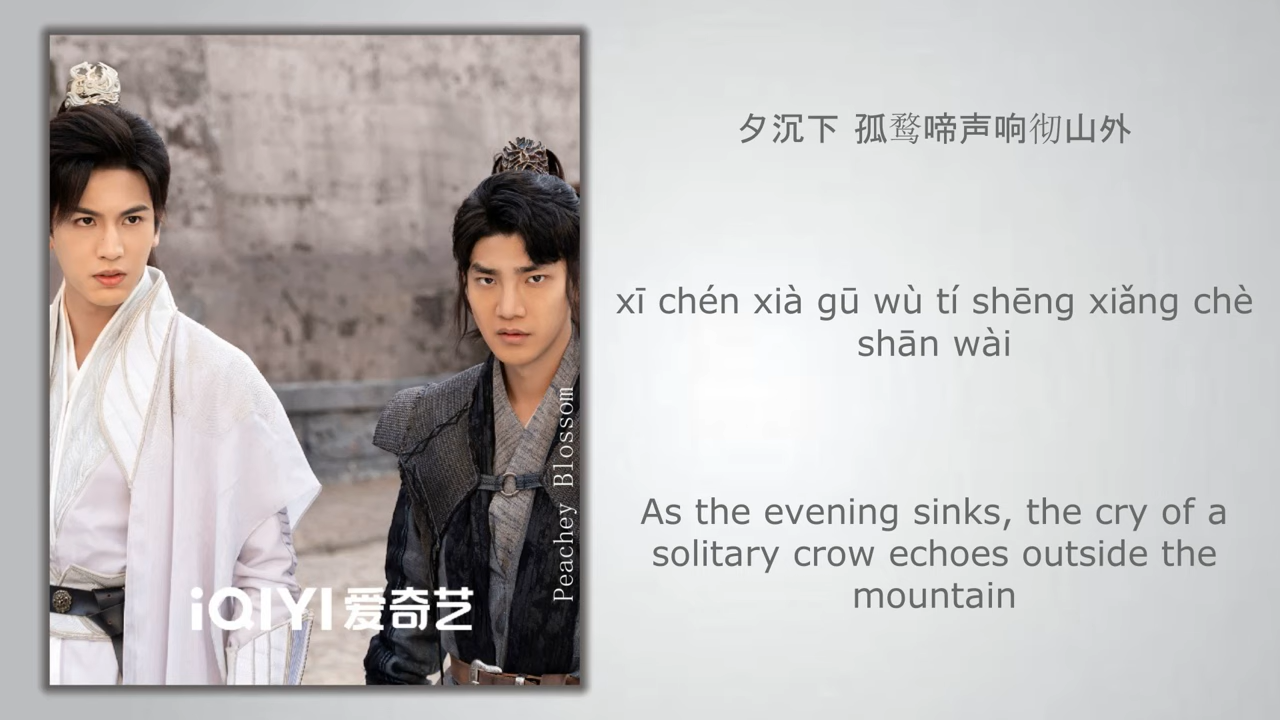 夕沉下 孤鹜啼声响彻山外
xī chén xià gū wù tí shēng xiǎng chè
shān wài
As the evening sinks, the cry of a
solitary crow echoes outside the
mountain
Peachey Blossom
iQIYI 爱奇艺